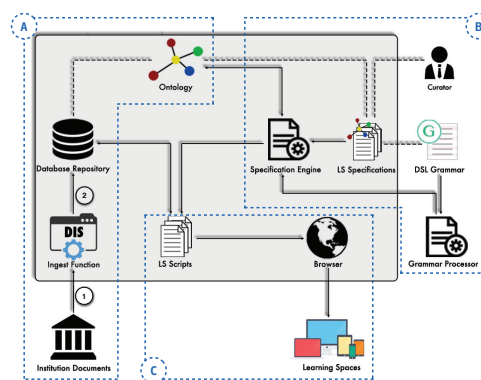 A
B
Ontology
Curator
G
Database Repository
Specification Engine
LS Specifications
DSL Grammar
2
DIS
Ingest Function
LS Scripts
Browser
Grammar Processor
1
Institution Documents
C
Learning Spaces